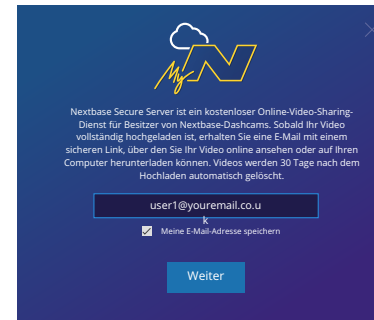 My N
Nextbase Secure Server ist ein kostenloser Online-Video-Sharing-
Dienst für Besitzer von Nextbase-Dashcams. Sobald Ihr Video
vollständig hochgeladen ist, erhalten Sie eine E-Mail mit einem
sicheren Link, über den Sie Ihr Video online ansehen oder auf Ihren
Computer herunterladen können. Videos werden 30 Tage nach dem
Hochladen automatisch gelöscht.
user1@youremail.co.u
k
Meine E-Mail-Adresse speichern
Weiter